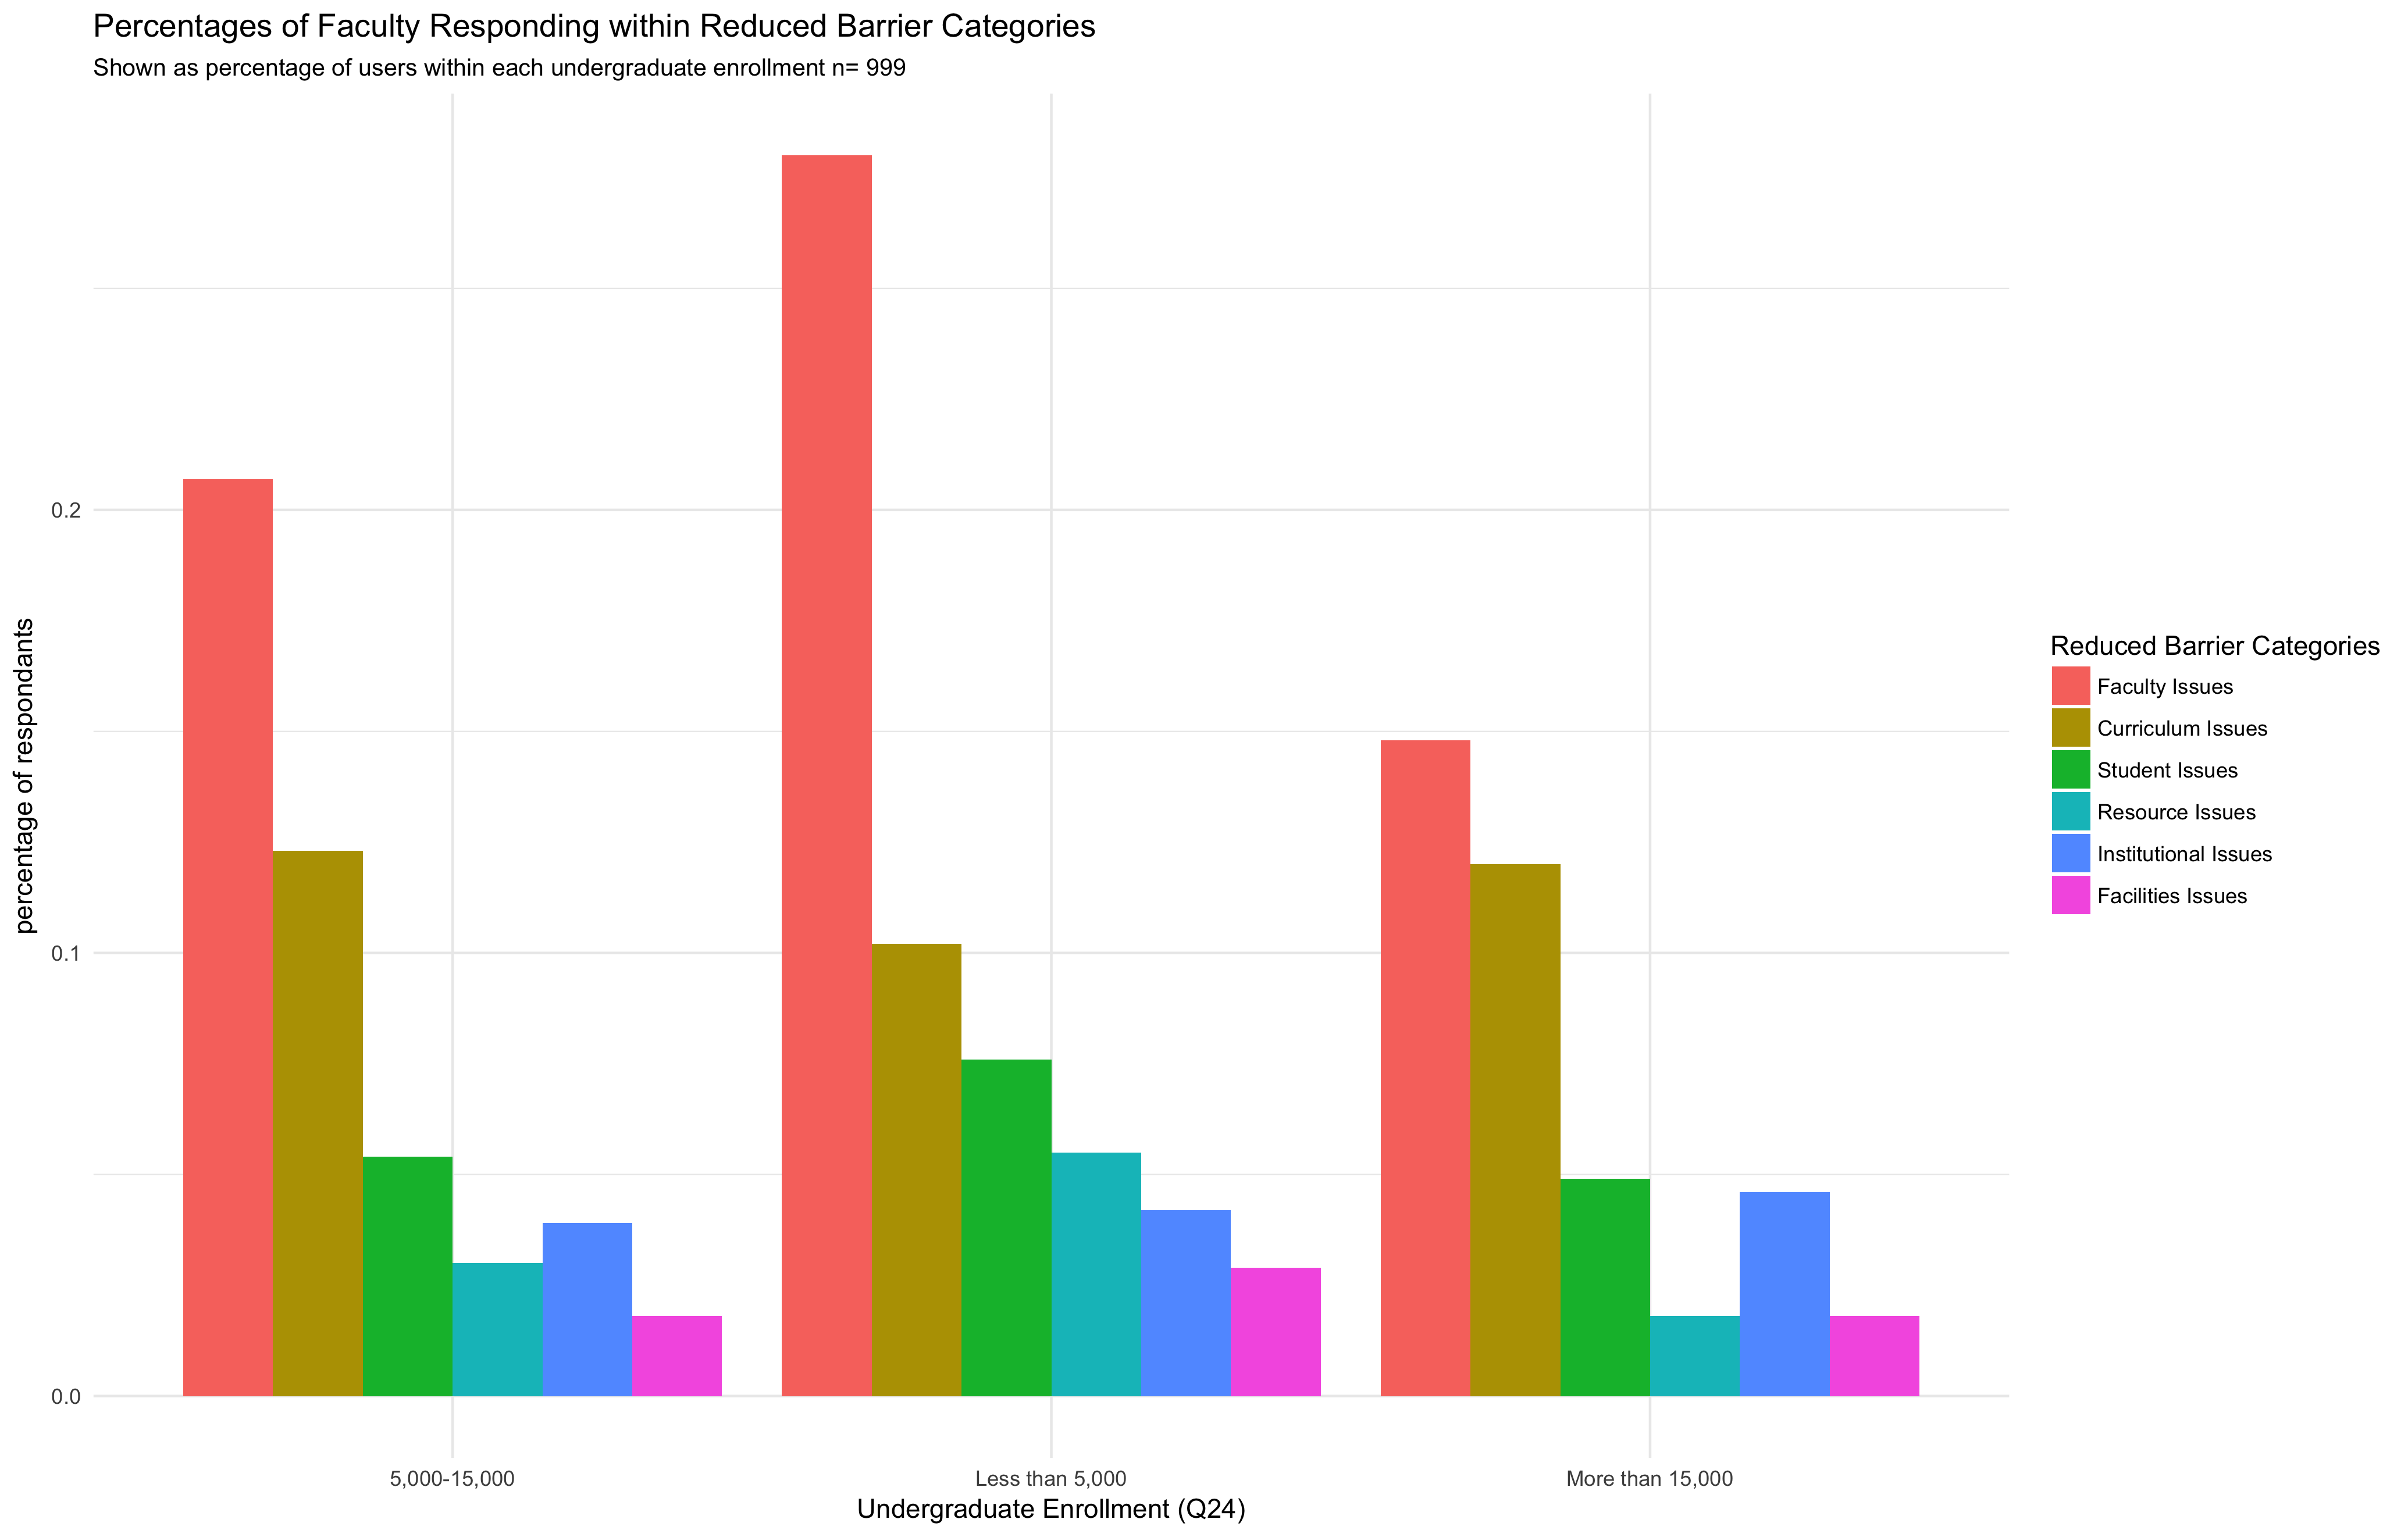 Percentages of Faculty Responding within Reduced Barrier Categories
Shown as percentage of users within each undergraduate enrollment n= 999
percentage of respondants
0.2
0.1
0.0
5,000-15,000
Less than 5,000
More than 15,000
Undergraduate Enrollment (Q24)
Reduced Barrier Categories
Faculty Issues
Curriculum Issues
Student Issues
Resource Issues
Institutional Issues
Facilities Issues